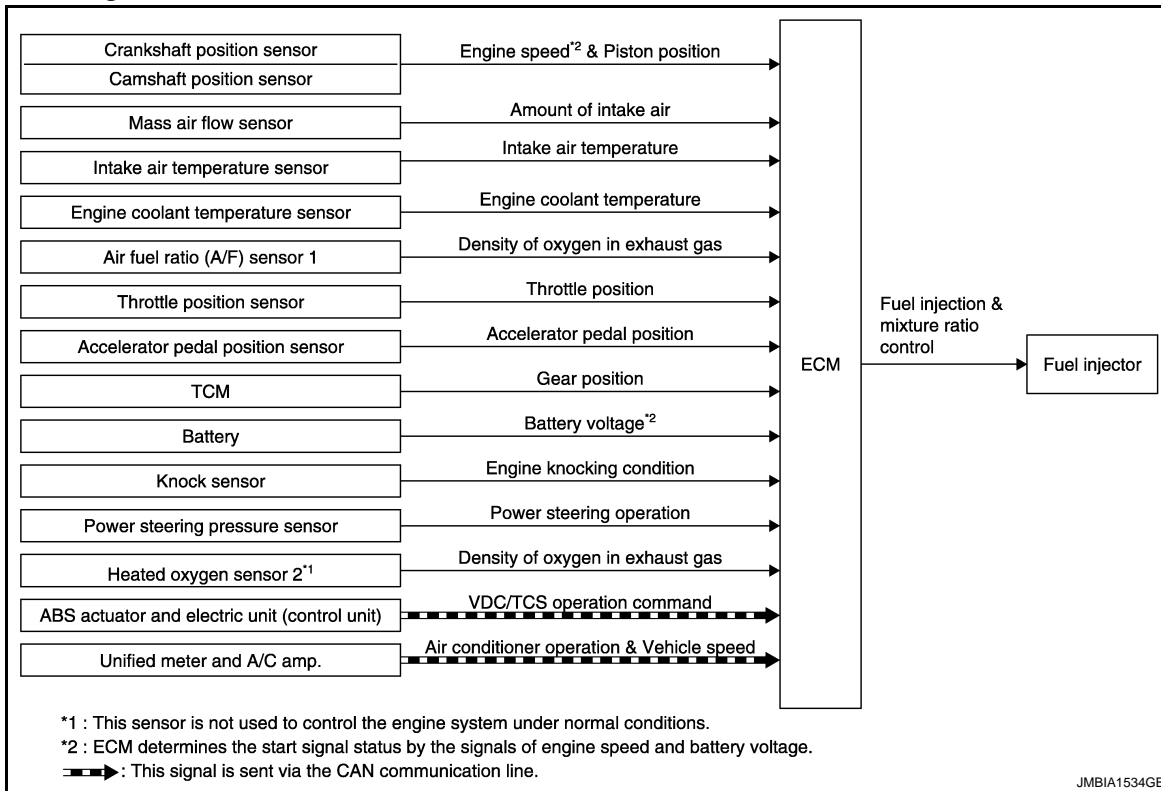 Crankshaft position sensor
Camshaft position sensor
Engine speed*2 & Piston position
Mass air flow sensor
Amount of intake air
Intake air temperature sensor
Intake air temperature
Engine coolant temperature sensor
Engine coolant temperature
Air fuel ratio (A/F) sensor 1
Density of oxygen in exhaust gas
Throttle position sensor
Throttle position
Accelerator pedal position sensor
Accelerator pedal position
TCM
Gear position
Battery
Battery voltage*2
Knock sensor
Engine knocking condition
Power steering pressure sensor
Power steering operation
Heated oxygen sensor 2*1
Density of oxygen in exhaust gas
ABS actuator and electric unit (control unit)
VDC/TCS operation command
Unified meter and A/C amp.
Air conditioner operation & Vehicle speed
ECM
Fuel injection &
mixture ratio
control
Fuel injector
*1 : This sensor is not used to control the engine system under normal conditions.
*2 : ECM determines the start signal status by the signals of engine speed and battery voltage.
: This signal is sent via the CAN communication line.
JMBIA1534GB